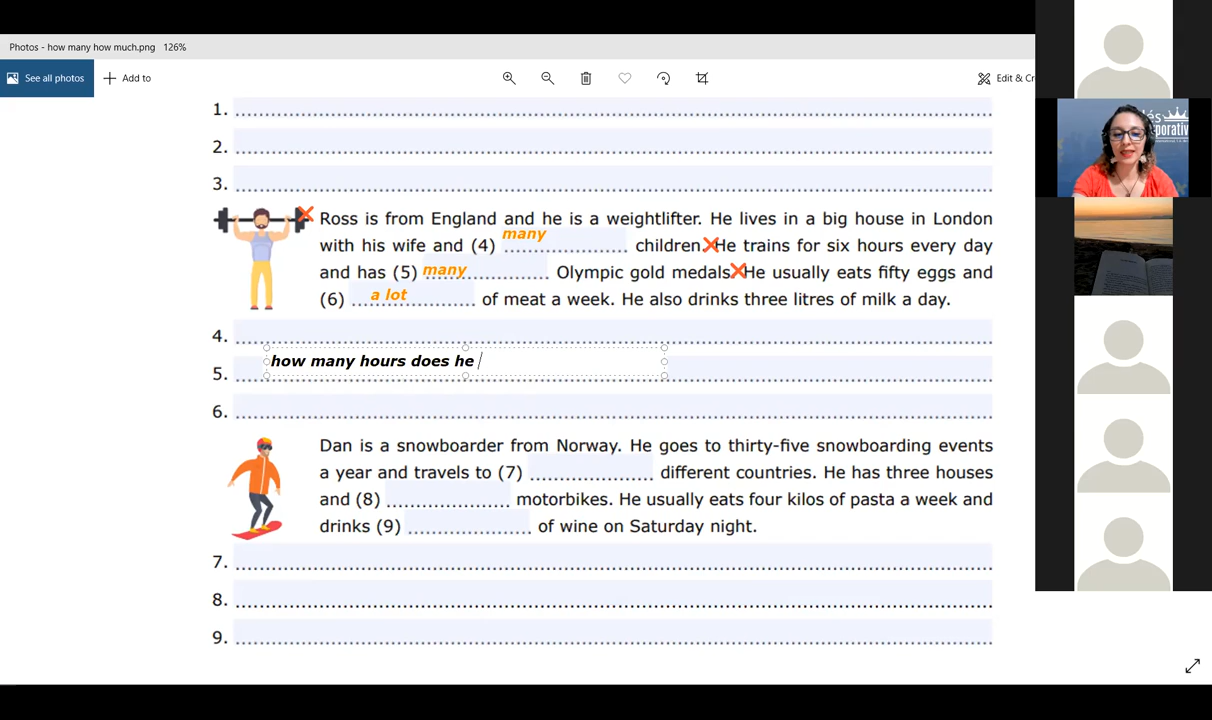 Photos - how many how much.png 126%
See all photos
Add to
Edit & Cr
1.
2.
3.
Ross is from England and he is a weightlifter. He lives in a big house in London
with his wife and (4) many children. He trains for six hours every day
and has (5) many Olympic gold medals. He usually eats fifty eggs and
(6) a lot of meat a week. He also drinks three litres of milk a day.
4.
5. how many hours does he
6.
Dan is a snowboarder from Norway. He goes to thirty-five snowboarding events
a year and travels to (7) different countries. He has three houses
and (8) motorbikes. He usually eats four kilos of pasta a week and
drinks (9) of wine on Saturday night.
7.
8.
9.